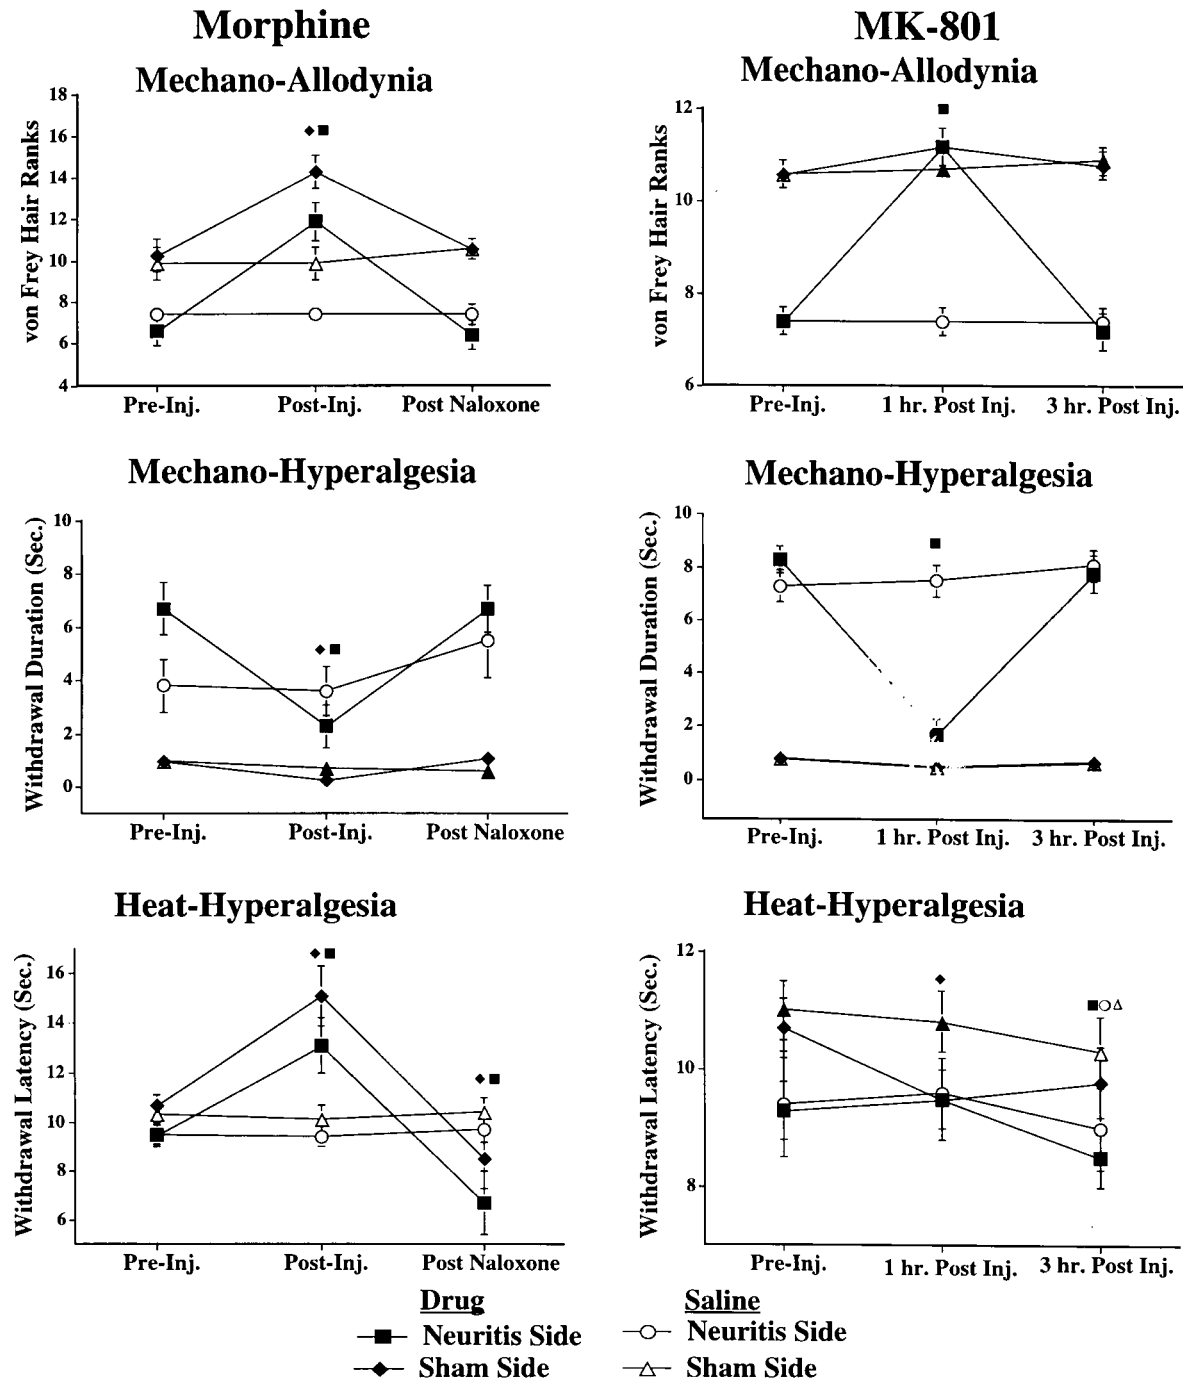 Morphine
Mechano-Allodynia
von Frey Hair Ranks
18
16
14
12
10
8
6
4
Pre-Inj.
Post-Inj.
Post Naloxone
MK-801
Mechano-Allodynia
von Frey Hair Ranks
12
10
8
6
Pre-Inj.
1 hr. Post Inj.
3 hr. Post Inj.
Mechano-Hyperalgesia
Withdrawal Duration (Sec.)
10
8
6
4
2
0
Pre-Inj.
Post-Inj.
Post Naloxone
Mechano-Hyperalgesia
Withdrawal Duration (Sec.)
10
8
6
4
2
0
Pre-Inj.
1 hr. Post Inj.
3 hr. Post Inj.
Heat-Hyperalgesia
Withdrawal Latency (Sec.)
16
14
12
10
8
6
Pre-Inj.
Post-Inj.
Post Naloxone
Heat-Hyperalgesia
Withdrawal Latency (Sec.)
12
10
8
Pre-Inj.
1 hr. Post Inj.
3 hr. Post Inj.
Drug
Neuritis Side
Sham Side
Saline
Neuritis Side
Sham Side